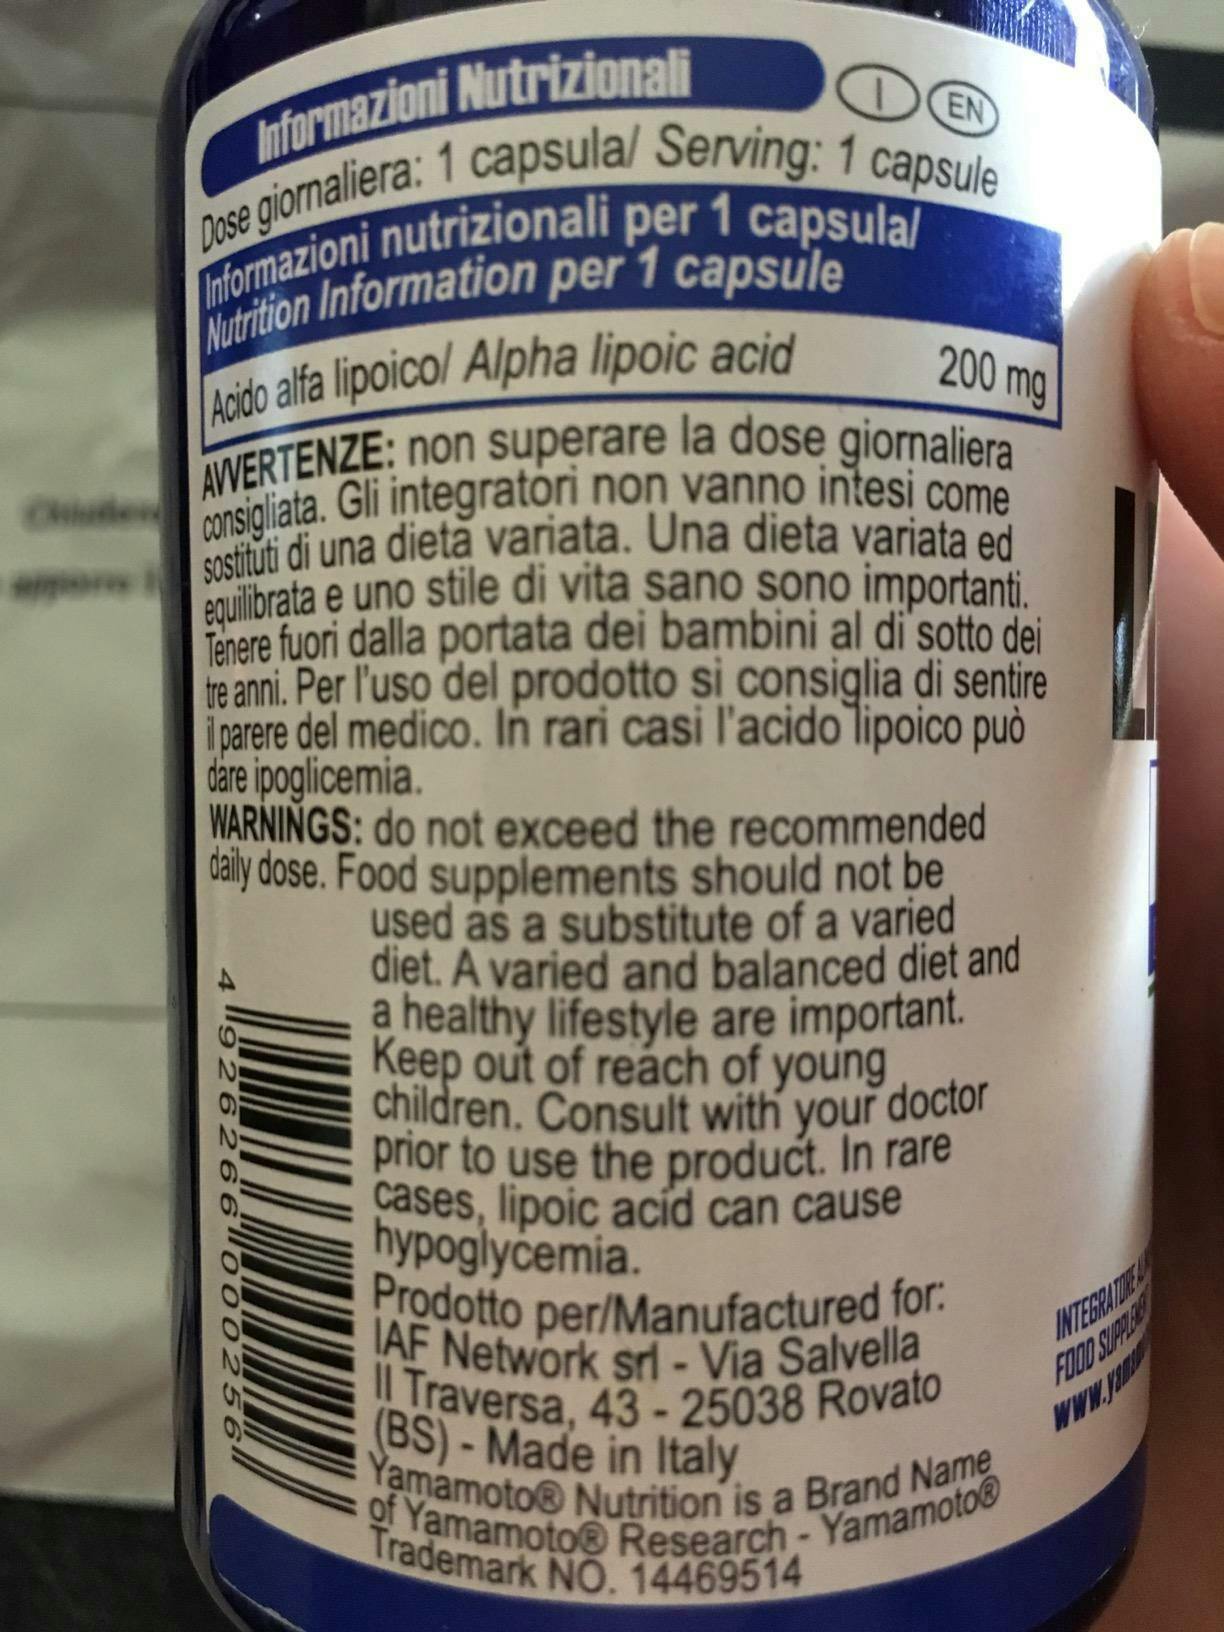 Informazioni Nutrizionali
I EN
Dose giornaliera: 1 capsula/ Serving: 1 capsule
Informazioni nutrizionali per 1 capsula/
Nutrition Information per 1 capsule
Acido alfa lipoico/ Alpha lipoic acid 200 mg
AVVERTENZE: non superare la dose giornaliera
consigliata. Gli integratori non vanno intesi come
sostituti di una dieta variata. Una dieta variata ed
equilibrata e uno stile di vita sano sono importanti.
Tenere fuori dalla portata dei bambini al di sotto dei
tre anni. Per l'uso del prodotto si consiglia di sentire
il parere del medico. In rari casi l'acido lipoico può
dare ipoglicemia.
WARNINGS: do not exceed the recommended
daily dose. Food supplements should not be
used as a substitute of a varied
diet. A varied and balanced diet and
a healthy lifestyle are important.
Keep out of reach of young
children. Consult with your doctor
prior to use the product. In rare
cases, lipoic acid can cause
hypoglycemia.
Prodotto per/Manufactured for:
IAF Network srl - Via Salvella
II Traversa, 43 - 25038 Rovato
(BS) - Made in Italy
Yamamoto® Nutrition is a Brand Name
of Yamamoto® Research - Yamamoto®
Trademark NO. 14469514
4 926266 000256
INTEGRATORE
FOOD
www.